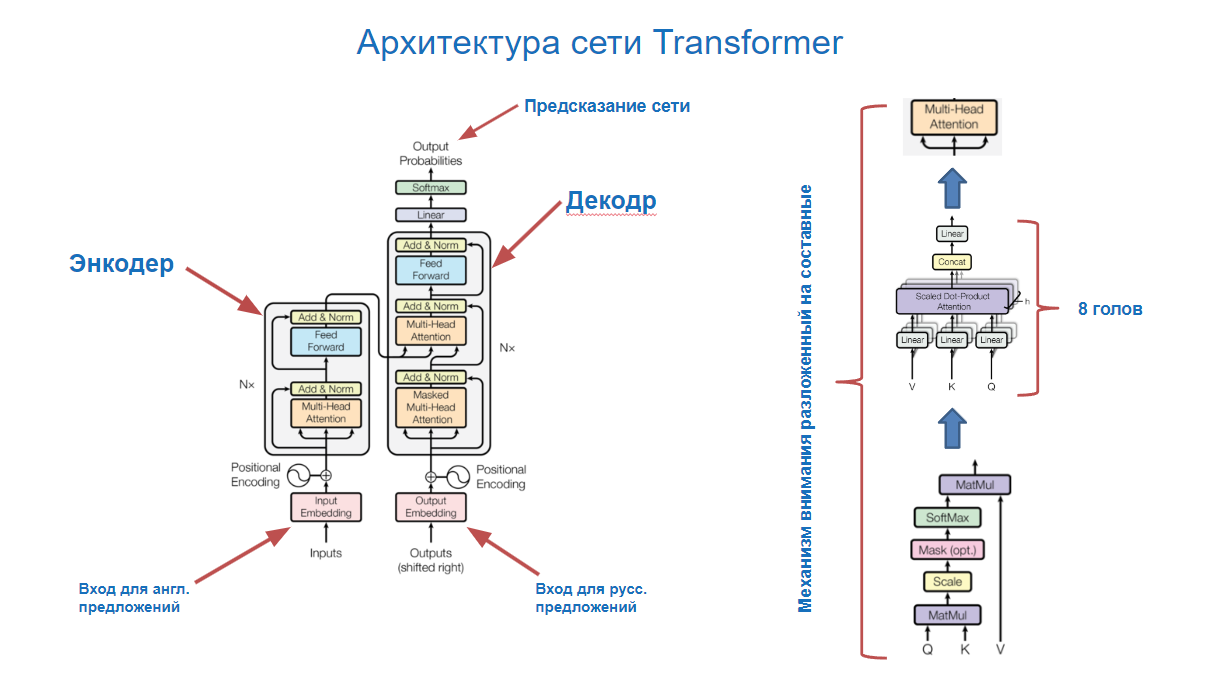 Архитектура сети Transformer
Предсказание сети
Output
Probabilities
Softmax
Linear
Декодр
Add & Norm
Feed
Forward
Add & Norm
Multi-Head
Attention
Nx
Add & Norm
Masked
Multi-Head
Attention
Positional
Encoding
Output
Embedding
Outputs
(shifted right)
Вход для русс.
предложений
Энкодер
Add & Norm
Feed
Forward
Nx
Add & Norm
Multi-Head
Attention
Positional
Encoding
Input
Embedding
Inputs
Вход для англ.
предложений
Механизм внимания разложенный на составные
Multi-Head
Attention
Linear
Concat
Scaled Dot-Product
Attention
h
Linear
Linear
Linear
V
K
Q
8 голов
MatMul
SoftMax
Mask (opt.)
Scale
MatMul
Q
K
V